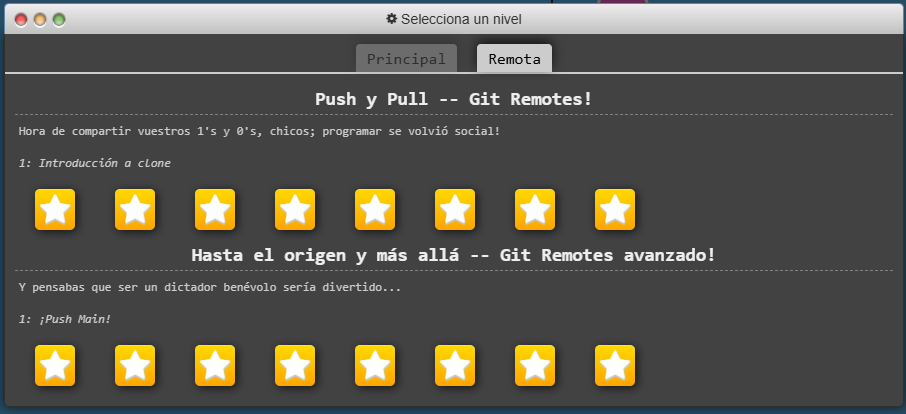 Selecciona un nivel
Principal
Remota
Push y Pull -- Git Remotes!
Hora de compartir vuestros 1's y 0's, chicos; programar se volvió social!
1: Introducción a clone
Hasta el origen y más allá -- Git Remotes avanzado!
Y pensabas que ser un dictador benévolo sería divertido...
1: ¡Push Main!